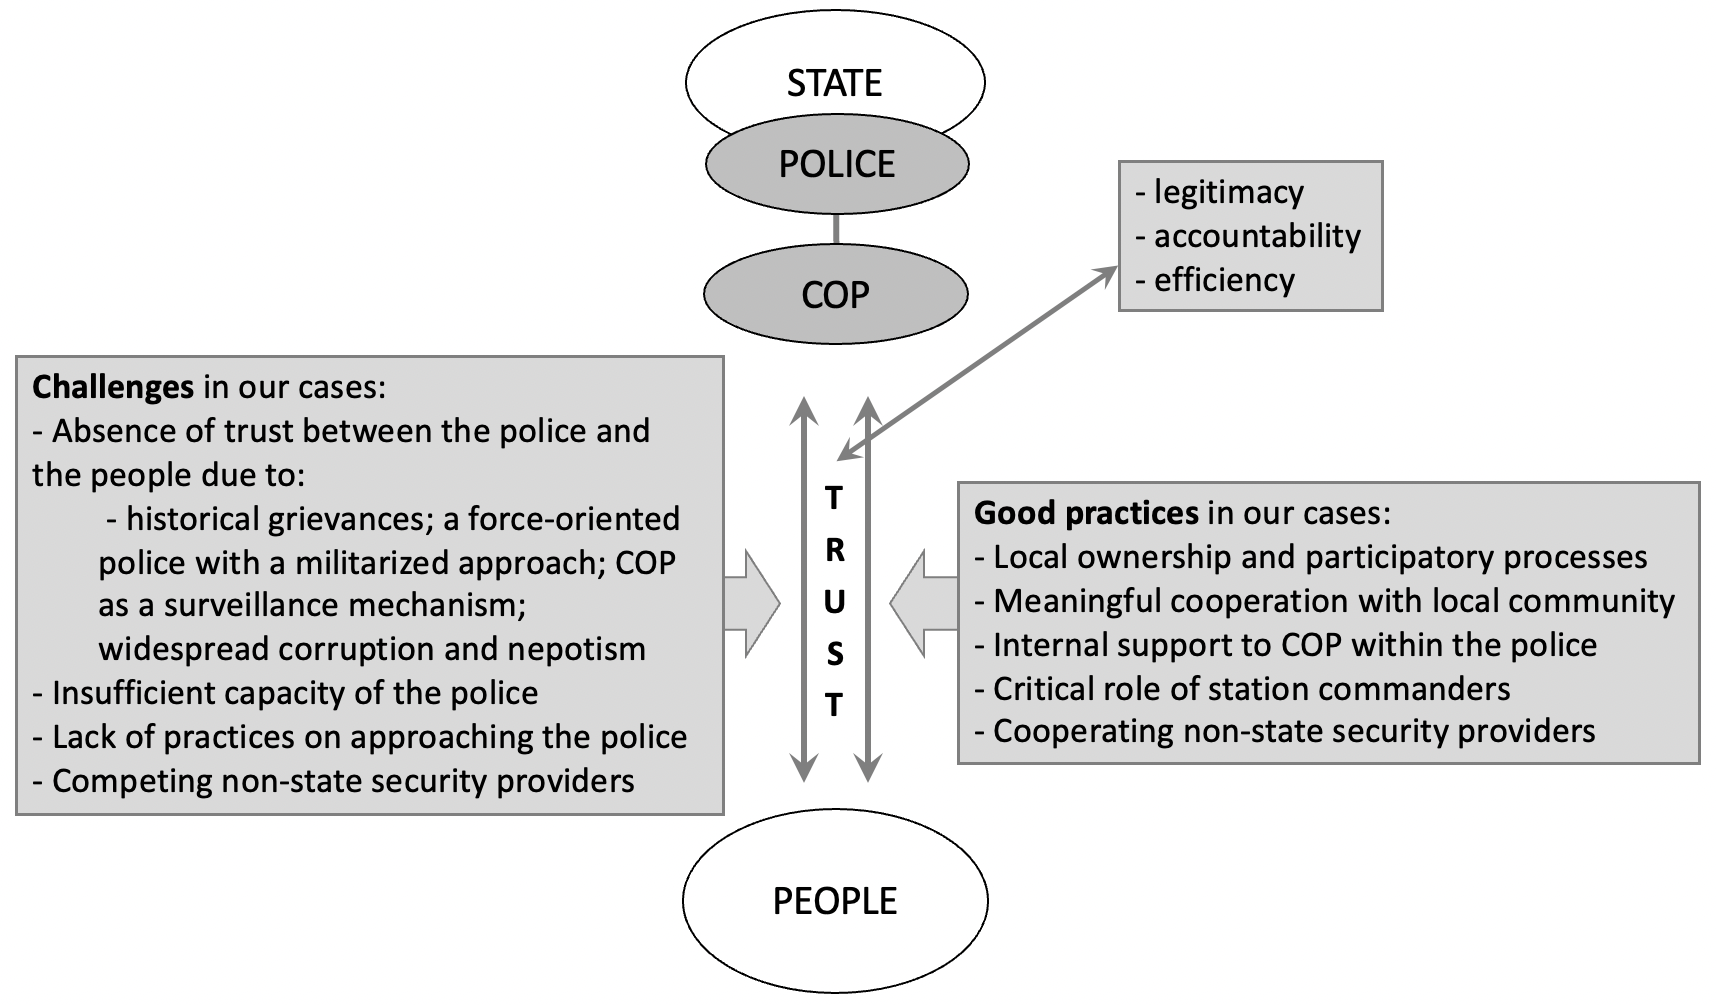 STATE
POLICE
COP
- legitimacy
- accountability
- efficiency
Challenges in our cases:
- Absence of trust between the police and
the people due to:
- historical grievances; a force-oriented
police with a militarized approach; COP
as a surveillance mechanism;
widespread corruption and nepotism
- Insufficient capacity of the police
- Lack of practices on approaching the police
- Competing non-state security providers
T
R
U
S
T
Good practices in our cases:
- Local ownership and participatory processes
- Meaningful cooperation with local community
- Internal support to COP within the police
- Critical role of station commanders
- Cooperating non-state security providers
PEOPLE